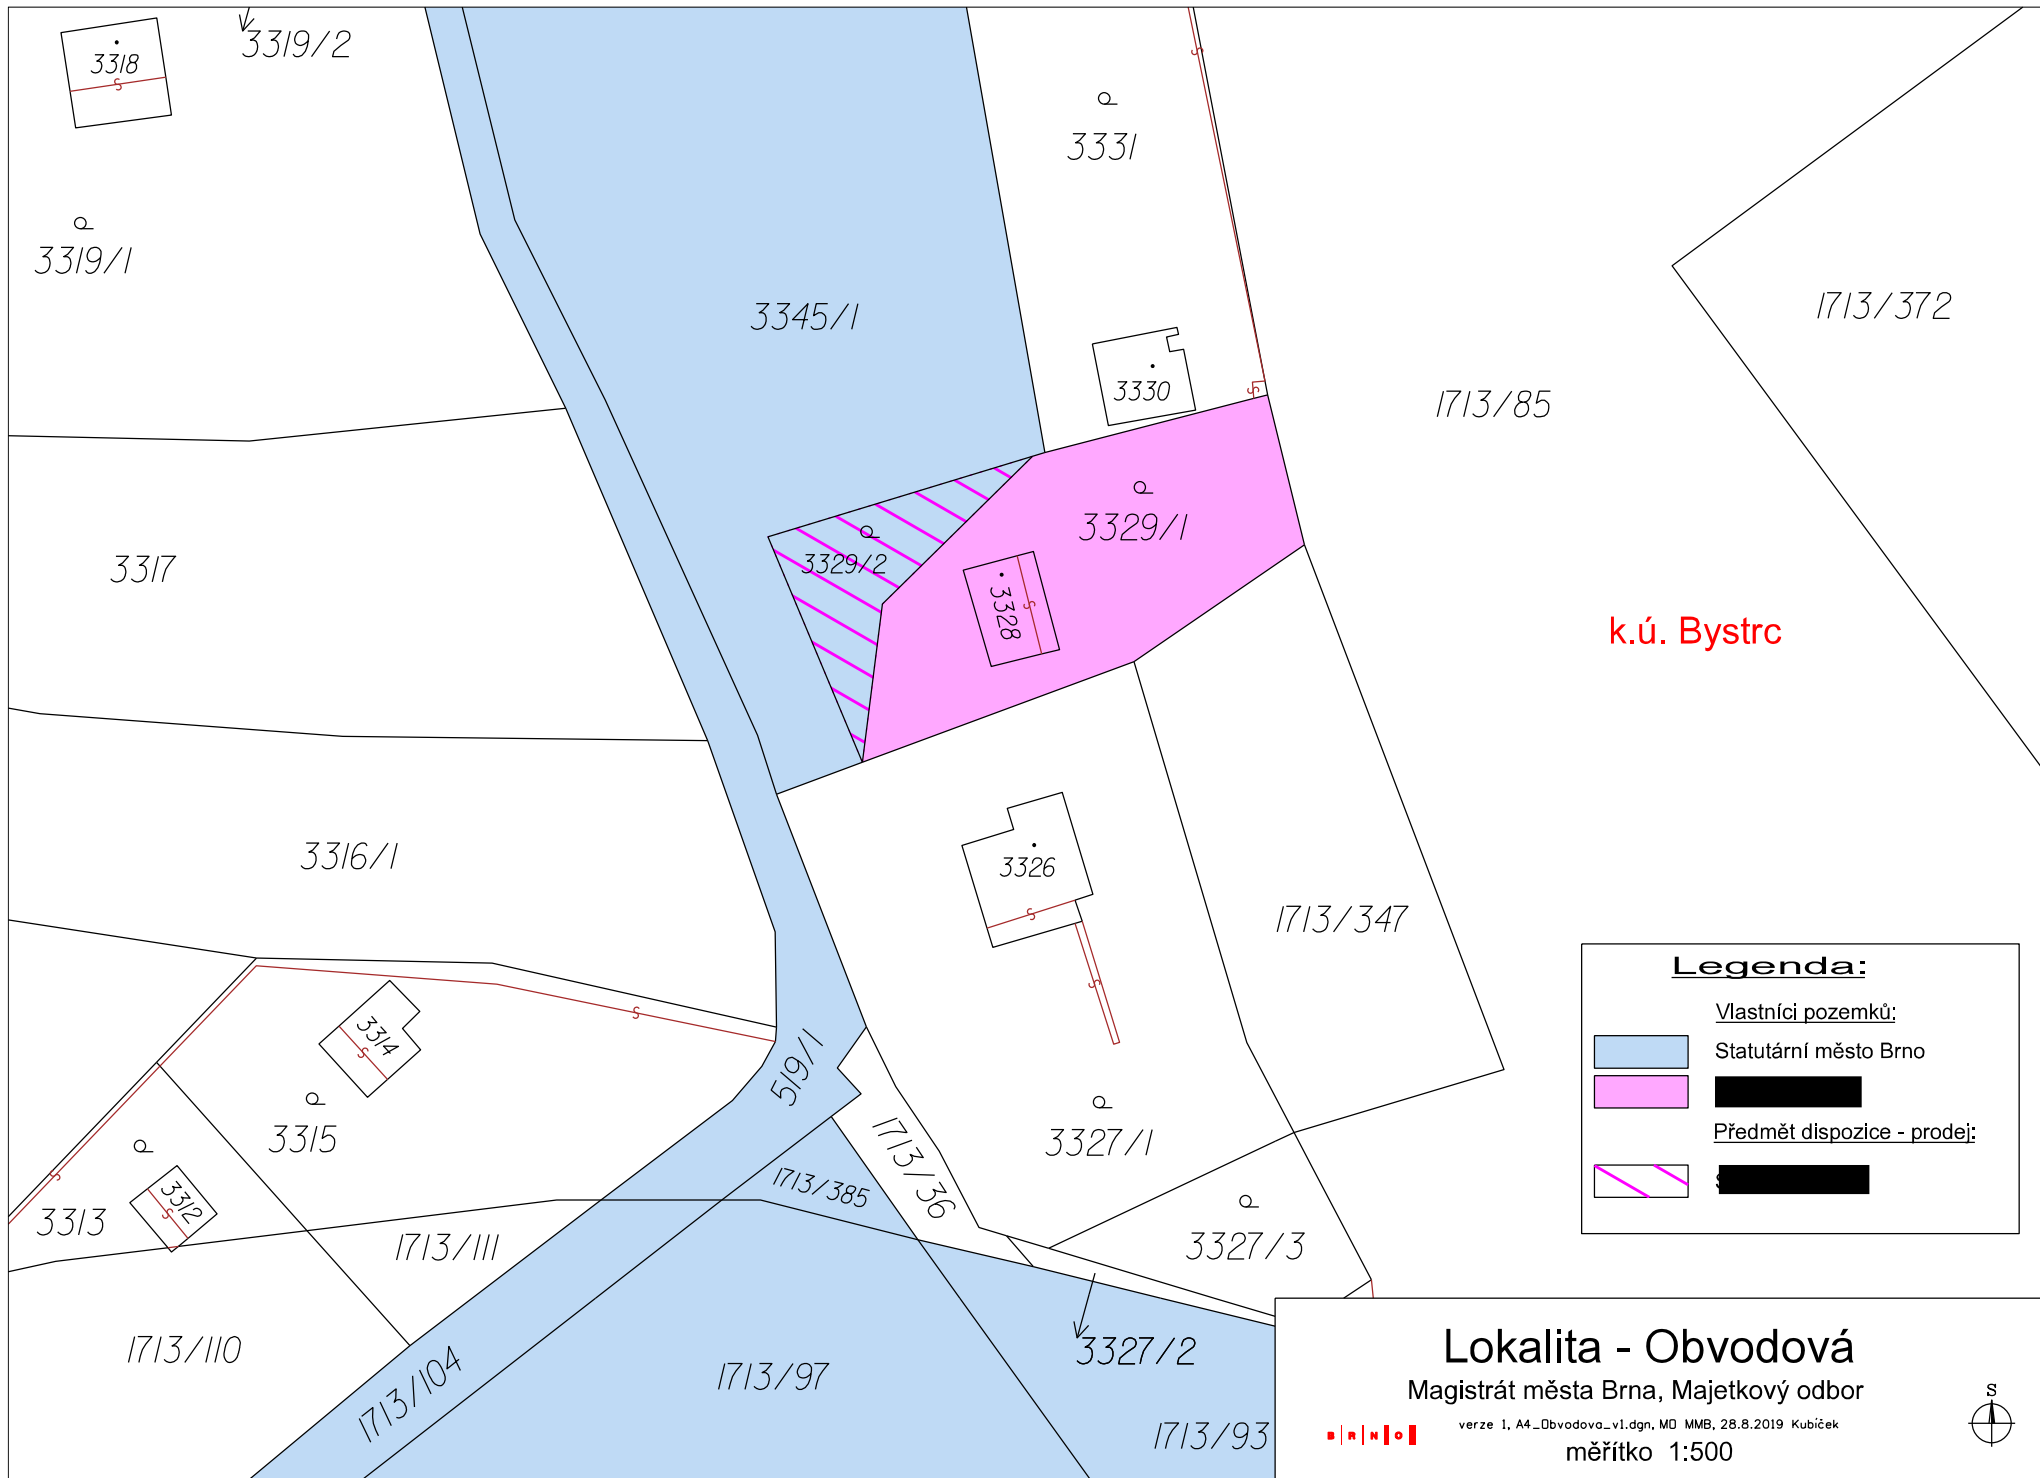 3318
3319/2
3331
3319/1
3345/1
1713/372
3330
1713/85
3329/1
3329/2
3317
3328
k.ú. Bystrc
3316/1
3326
1713/347
Legenda:
Vlastníci pozemků:
Statutární město Brno
Předmět dispozice - prodej:
3314
519/1
3315
3327/1
1713/36
1713/385
3312
3313
1713/111
3327/3
1713/110
1713/104
1713/97
3327/2
1713/93
Lokalita - Obvodová
Magistrát města Brna, Majetkový odbor
verze 1, A4_Obvodova_v1.dgn, MO MMB, 28.8.2019 Kubíček
BRNO
měřítko 1:500
S